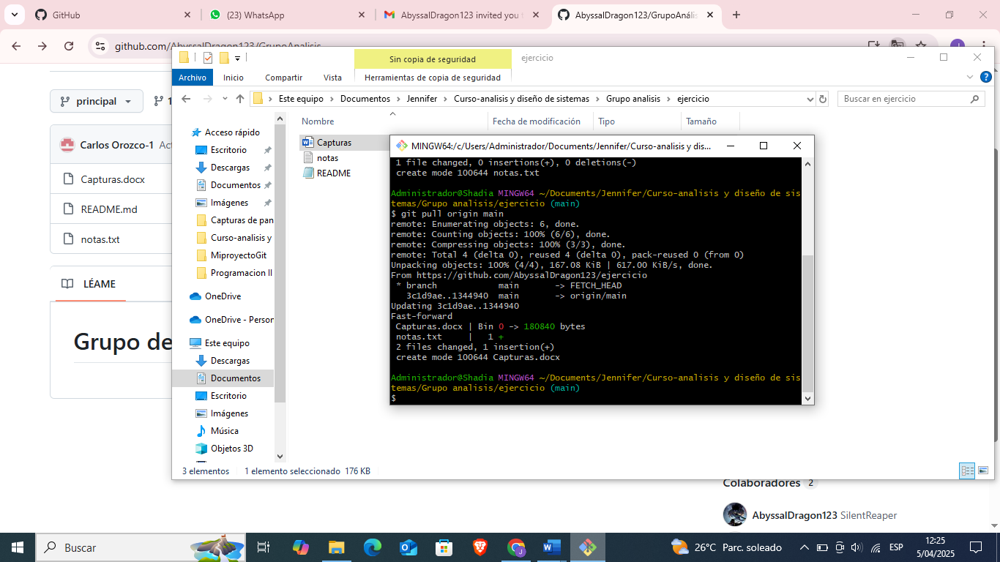 GitHub
(23) WhatsApp
AbyssalDragon123 invited you t
AbyssalDragon123/GrupoAnális
github.com/AbyssalDragon123/GrupoAnalisis
Sin copia de seguridad
ejercicio
Archivo
Inicio
Compartir
Vista
Herramientas de copia de seguridad
Este equipo
Documentos
Jennifer
Curso-analisis y diseño de sistemas
Grupo analisis
ejercicio
Buscar en ejercicio
principal
1
Nombre
Fecha de modificación
Tipo
Tamaño
Carlos Orozco-1
Act
Capturas.docx
README.md
notas.txt
LÉAME
Grupo de
Acceso rápido
Escritorio
Descargas
Documentos
Imágenes
Capturas de pan
Curso-analisis y
MiproyectoGit
Programacion II
OneDrive
OneDrive - Person
Este equipo
Descargas
Documentos
Escritorio
Imágenes
Música
Objetos 3D
Capturas
notas
README
MINGW64:/c/Users/Administrador/Documents/Jennifer/Curso-analisis y dis...
1 file changed, 0 insertions(+), 0 deletions(-)
create mode 100644 notas.txt
Administrador@Shadia MINGW64 ~/Documents/Jennifer/Curso-analisis y diseño de sis
temas/Grupo analisis/ejercicio (main)
$ git pull origin main
remote: Enumerating objects: 6, done.
remote: Counting objects: 100% (6/6), done.
remote: Compressing objects: 100% (3/3), done.
remote: Total 4 (delta 0), reused 4 (delta 0), pack-reused 0 (from 0)
Unpacking objects: 100% (4/4), 167.08 KiB | 617.00 KiB/s, done.
From https://github.com/AbyssalDragon123/ejercicio
* branch main -> FETCH_HEAD
3c1d9ae..1344940 main -> origin/main
Updating 3c1d9ae..1344940
Fast-forward
Capturas.docx | Bin 0 -> 180840 bytes
notas.txt | 1 +
2 files changed, 1 insertion(+)
create mode 100644 Capturas.docx
Administrador@Shadia MINGW64 ~/Documents/Jennifer/Curso-analisis y diseño de sis
temas/Grupo analisis/ejercicio (main)
$
3 elementos
1 elemento seleccionado 176 KB
Colaboradores 2
AbyssalDragon123 SilentReaper
Buscar
26°C Parc. soleado
ESP
12:25
5/04/2025